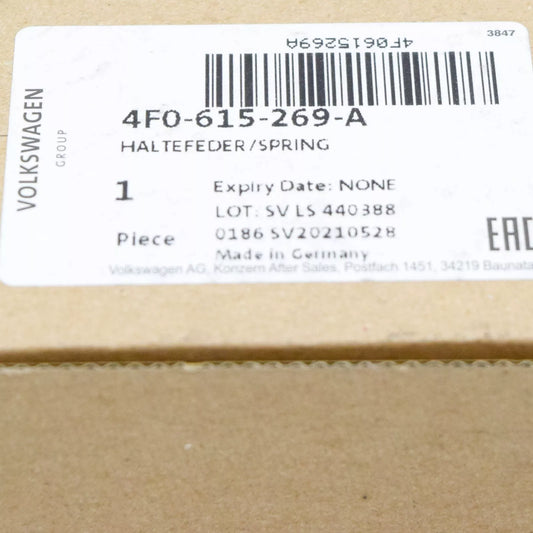 3847
4F0615269A
VOLKSWAGEN
GROUP
4F0-615-269-A
HALTEFEDER/SPRING
1
Piece
Expiry Date: NONE
LOT: SV LS 440388
0186 SV20210528
Made in Germany
EAC
Volkswagen AG, Konzern After Sales, Postfach 1451, 34219 Baunata